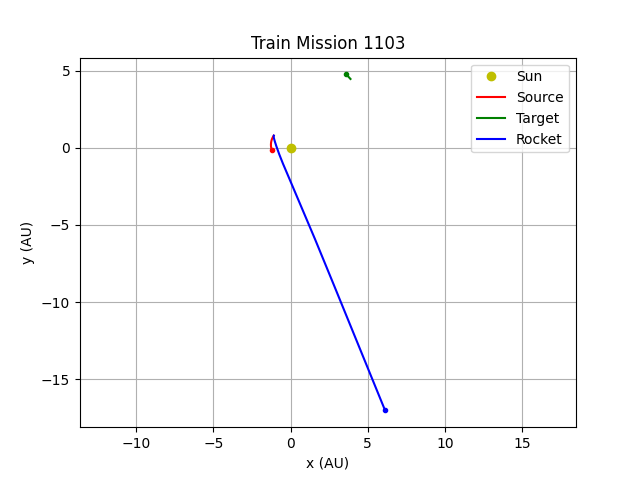 Train Mission 1103
Sun
Source
Target
Rocket
y (AU)
5
0
−5
−10
−15
−10
−5
0
5
10
15
x (AU)